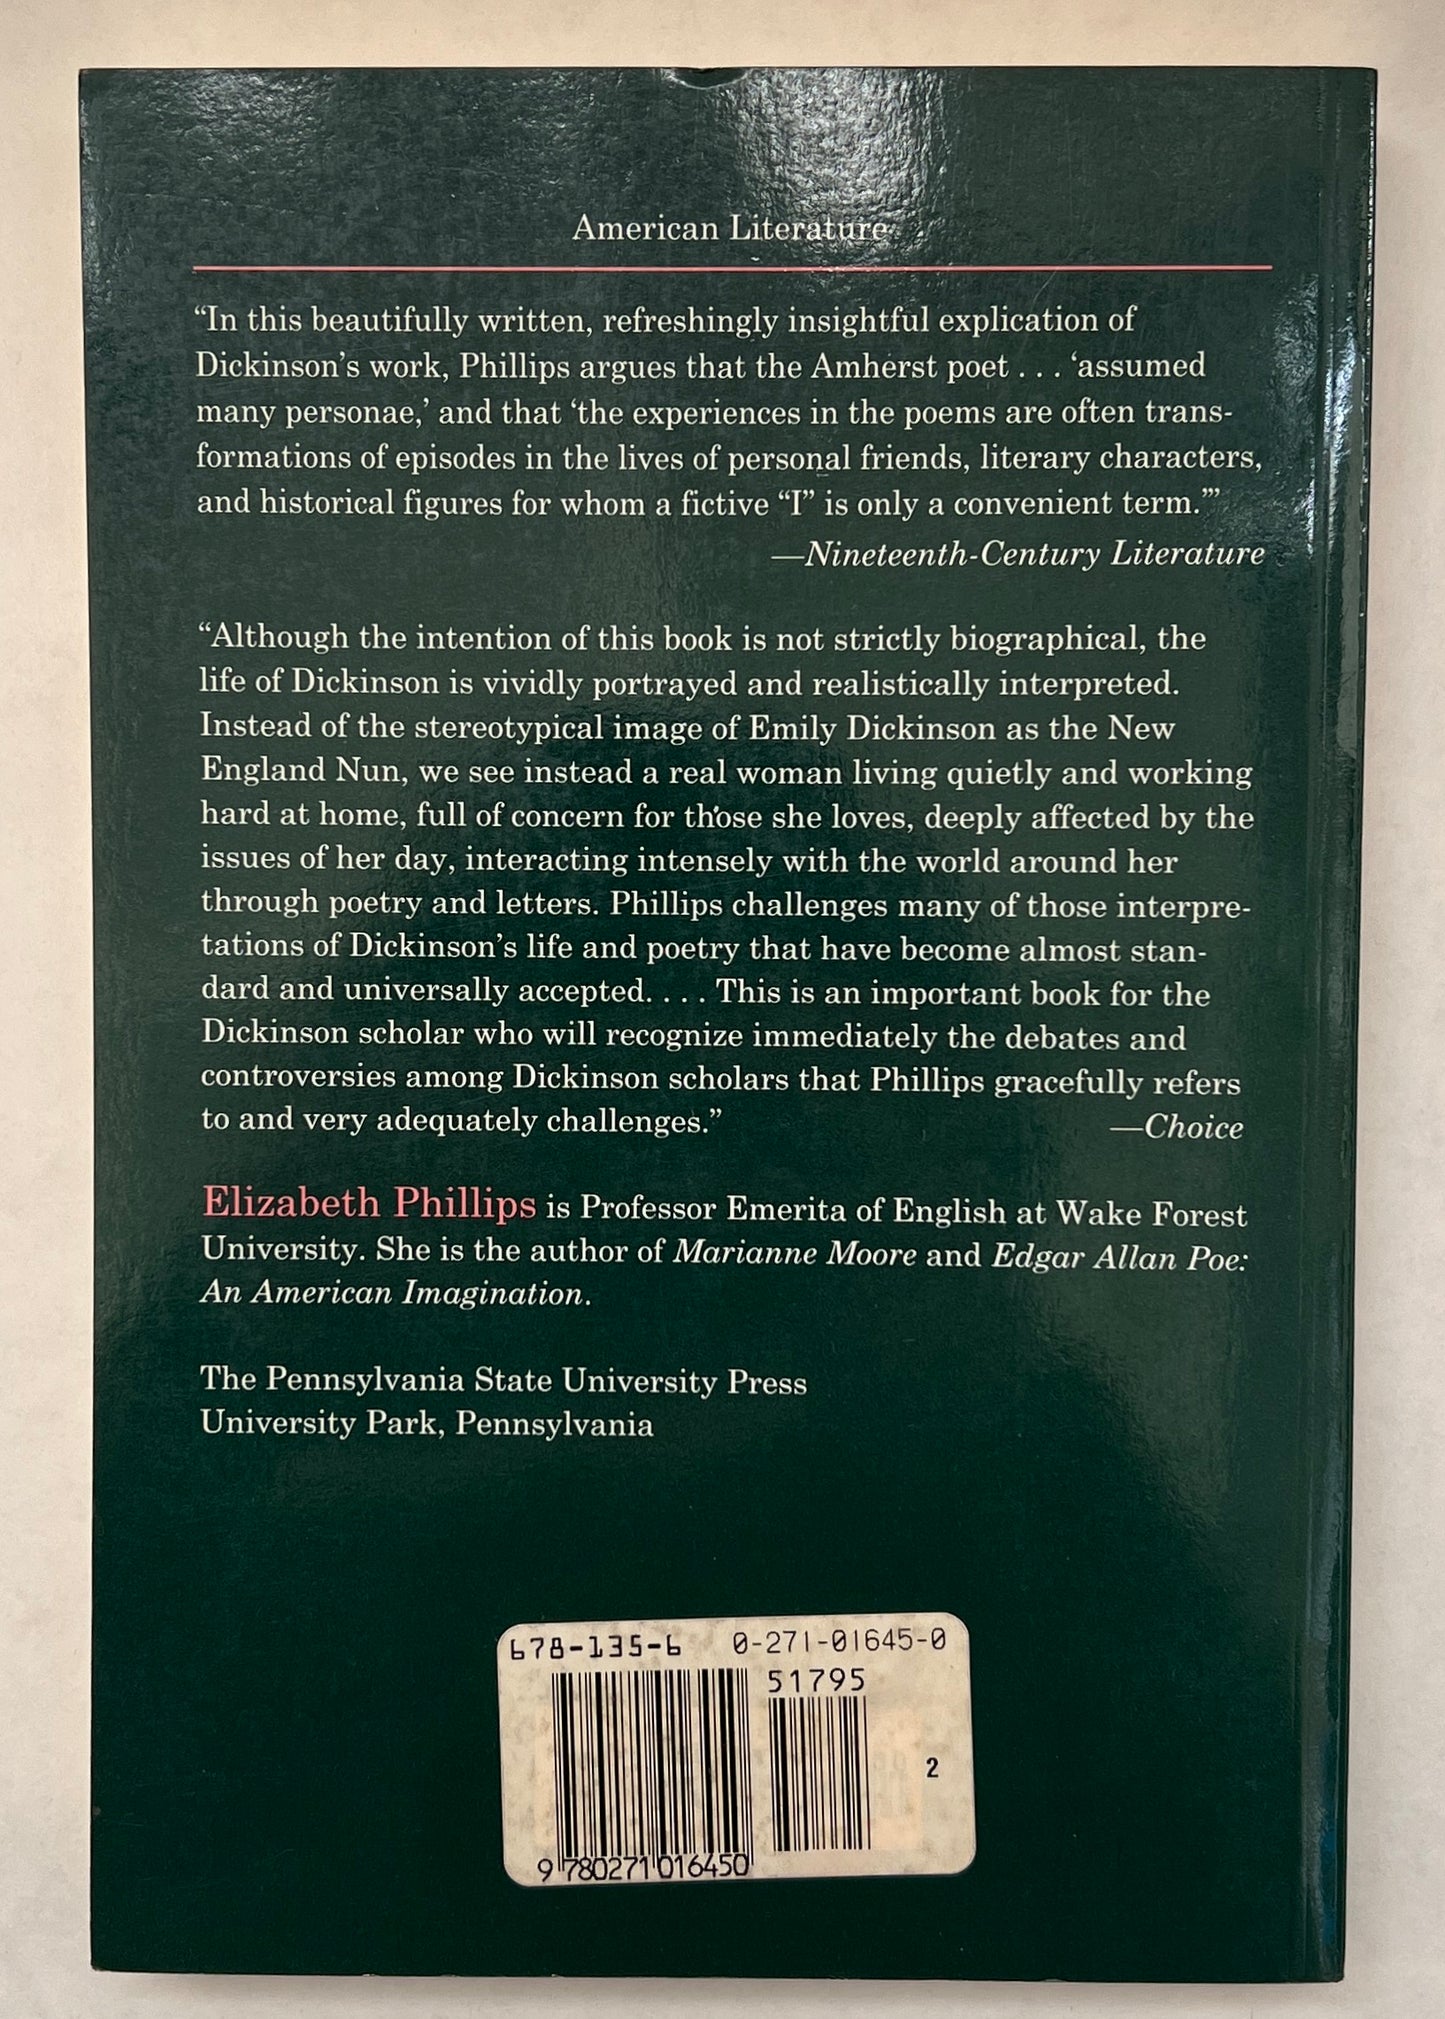 American Literature
“In this beautifully written, refreshingly insightful explication of
Dickinson’s work, Phillips argues that the Amherst poet . . . ‘assumed
many personae,’ and that ‘the experiences in the poems are often trans-
formations of episodes in the lives of personal friends, literary characters,
and historical figures for whom a fictive “I” is only a convenient term.’”
—Nineteenth-Century Literature
“Although the intention of this book is not strictly biographical, the
life of Dickinson is vividly portrayed and realistically interpreted.
Instead of the stereotypical image of Emily Dickinson as the New
England Nun, we see instead a real woman living quietly and working
hard at home, full of concern for those she loves, deeply affected by the
issues of her day, interacting intensely with the world around her
through poetry and letters. Phillips challenges many of those interpre-
tations of Dickinson’s life and poetry that have become almost stan-
dard and universally accepted. . . . This is an important book for the
Dickinson scholar who will recognize immediately the debates and
controversies among Dickinson scholars that Phillips gracefully refers
to and very adequately challenges.” —Choice
Elizabeth Phillips is Professor Emerita of English at Wake Forest
University. She is the author of Marianne Moore and Edgar Allan Poe:
An American Imagination.
The Pennsylvania State University Press
University Park, Pennsylvania
678-135-6 0-271-01645-0
51795
2
9 780271 016450